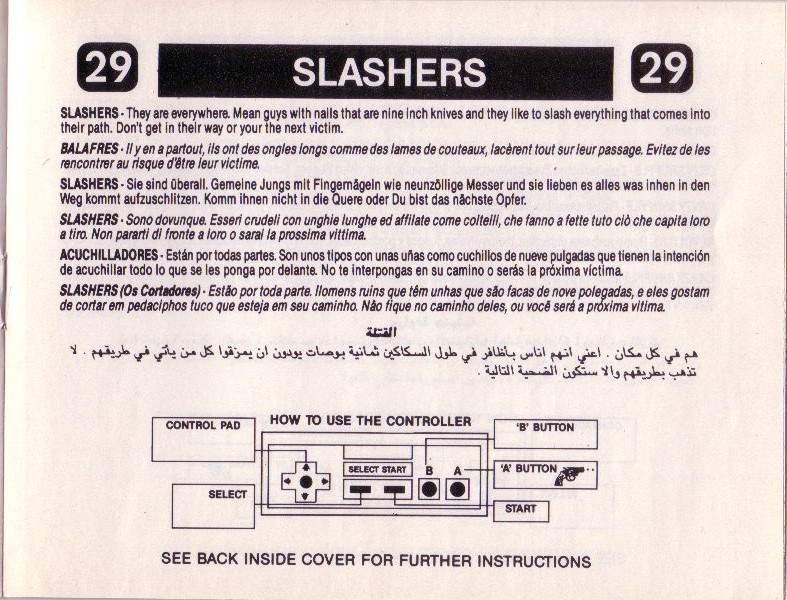 29 SLASHERS 29
SLASHERS - They are everywhere. Mean guys with nails that are nine inch knives and they like to slash everything that comes into
their path. Don't get in their way or your the next victim.
BALAFRES - Il y en a partout, ils ont des ongles longs comme des lames de couteaux, lacèrent tout sur leur passage. Evitez de les
rencontrer au risque d'être leur victime.
SLASHERS - Sie sind überall. Gemeine Jungs mit Fingernägeln wie neunzöllige Messer und sie lieben es alles was inhen in den
Weg kommt aufzuschlitzen. Komm ihnen nicht in die Quere oder Du bist das nächste Opfer.
SLASHERS - Sono dovunque. Esseri crudeli con unghie lunghe ed affilate come coltelli, che fanno a fette tuto ciò che capita loro
a tiro. Non pararti di fronte a loro o sarai la prossima vittima.
ACUCHILLADORES - Están por todas partes. Son unos tipos con unas uñas como cuchillos de nueve pulgadas que tienen la intención
de acuchillar todo lo que se les ponga por delante. No te interpongas en su camino o serás la próxima víctima.
SLASHERS (Os Cortadores) - Estão por toda parte. Ilomens ruins que têm unhas que são facas de nove polegadas, e eles gostam
de cortar em pedaciphos tuco que esteja em seu caminho. Não fique no caminho deles, ou você será a próxima vitima.
القتلة
هم في كل مكان . اعني انهم اناس بأظافر في طول السكاكين ثمانية بوصات يودون ان يمزقوا كل من يأتي في طريقهم . لا
تذهب بطريقهم والا ستكون الضحية التالية .
HOW TO USE THE CONTROLLER
CONTROL PAD
'B' BUTTON
SELECT START B A
'A' BUTTON
SELECT
START
SEE BACK INSIDE COVER FOR FURTHER INSTRUCTIONS